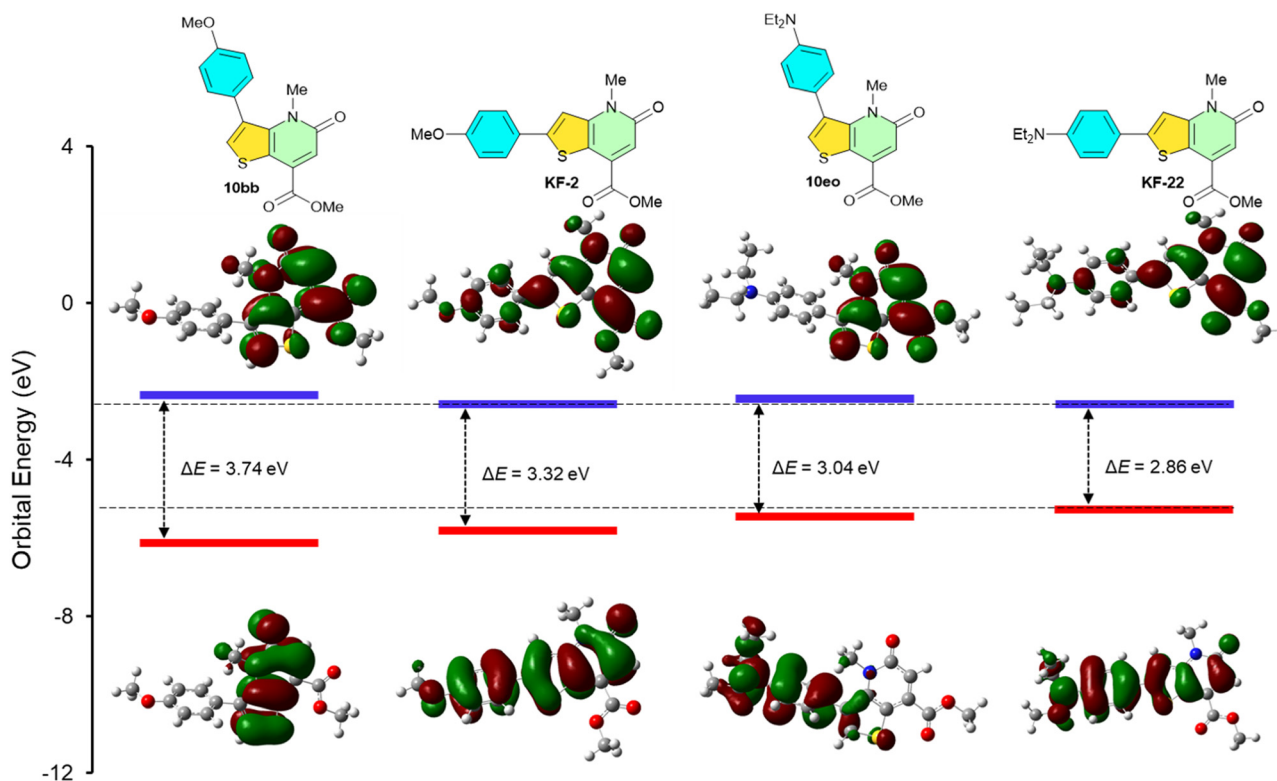 MeO
Me
N
O
S
10bb
O
OMe
MeO
Me
N
O
S
KF-2
O
OMe
Et2N
Me
N
O
S
10eo
O
OMe
Et2N
Me
N
O
S
KF-22
O
OMe
Orbital Energy (eV)
4
0
-4
-8
-12
ΔE = 3.74 eV
ΔE = 3.32 eV
ΔE = 3.04 eV
ΔE = 2.86 eV